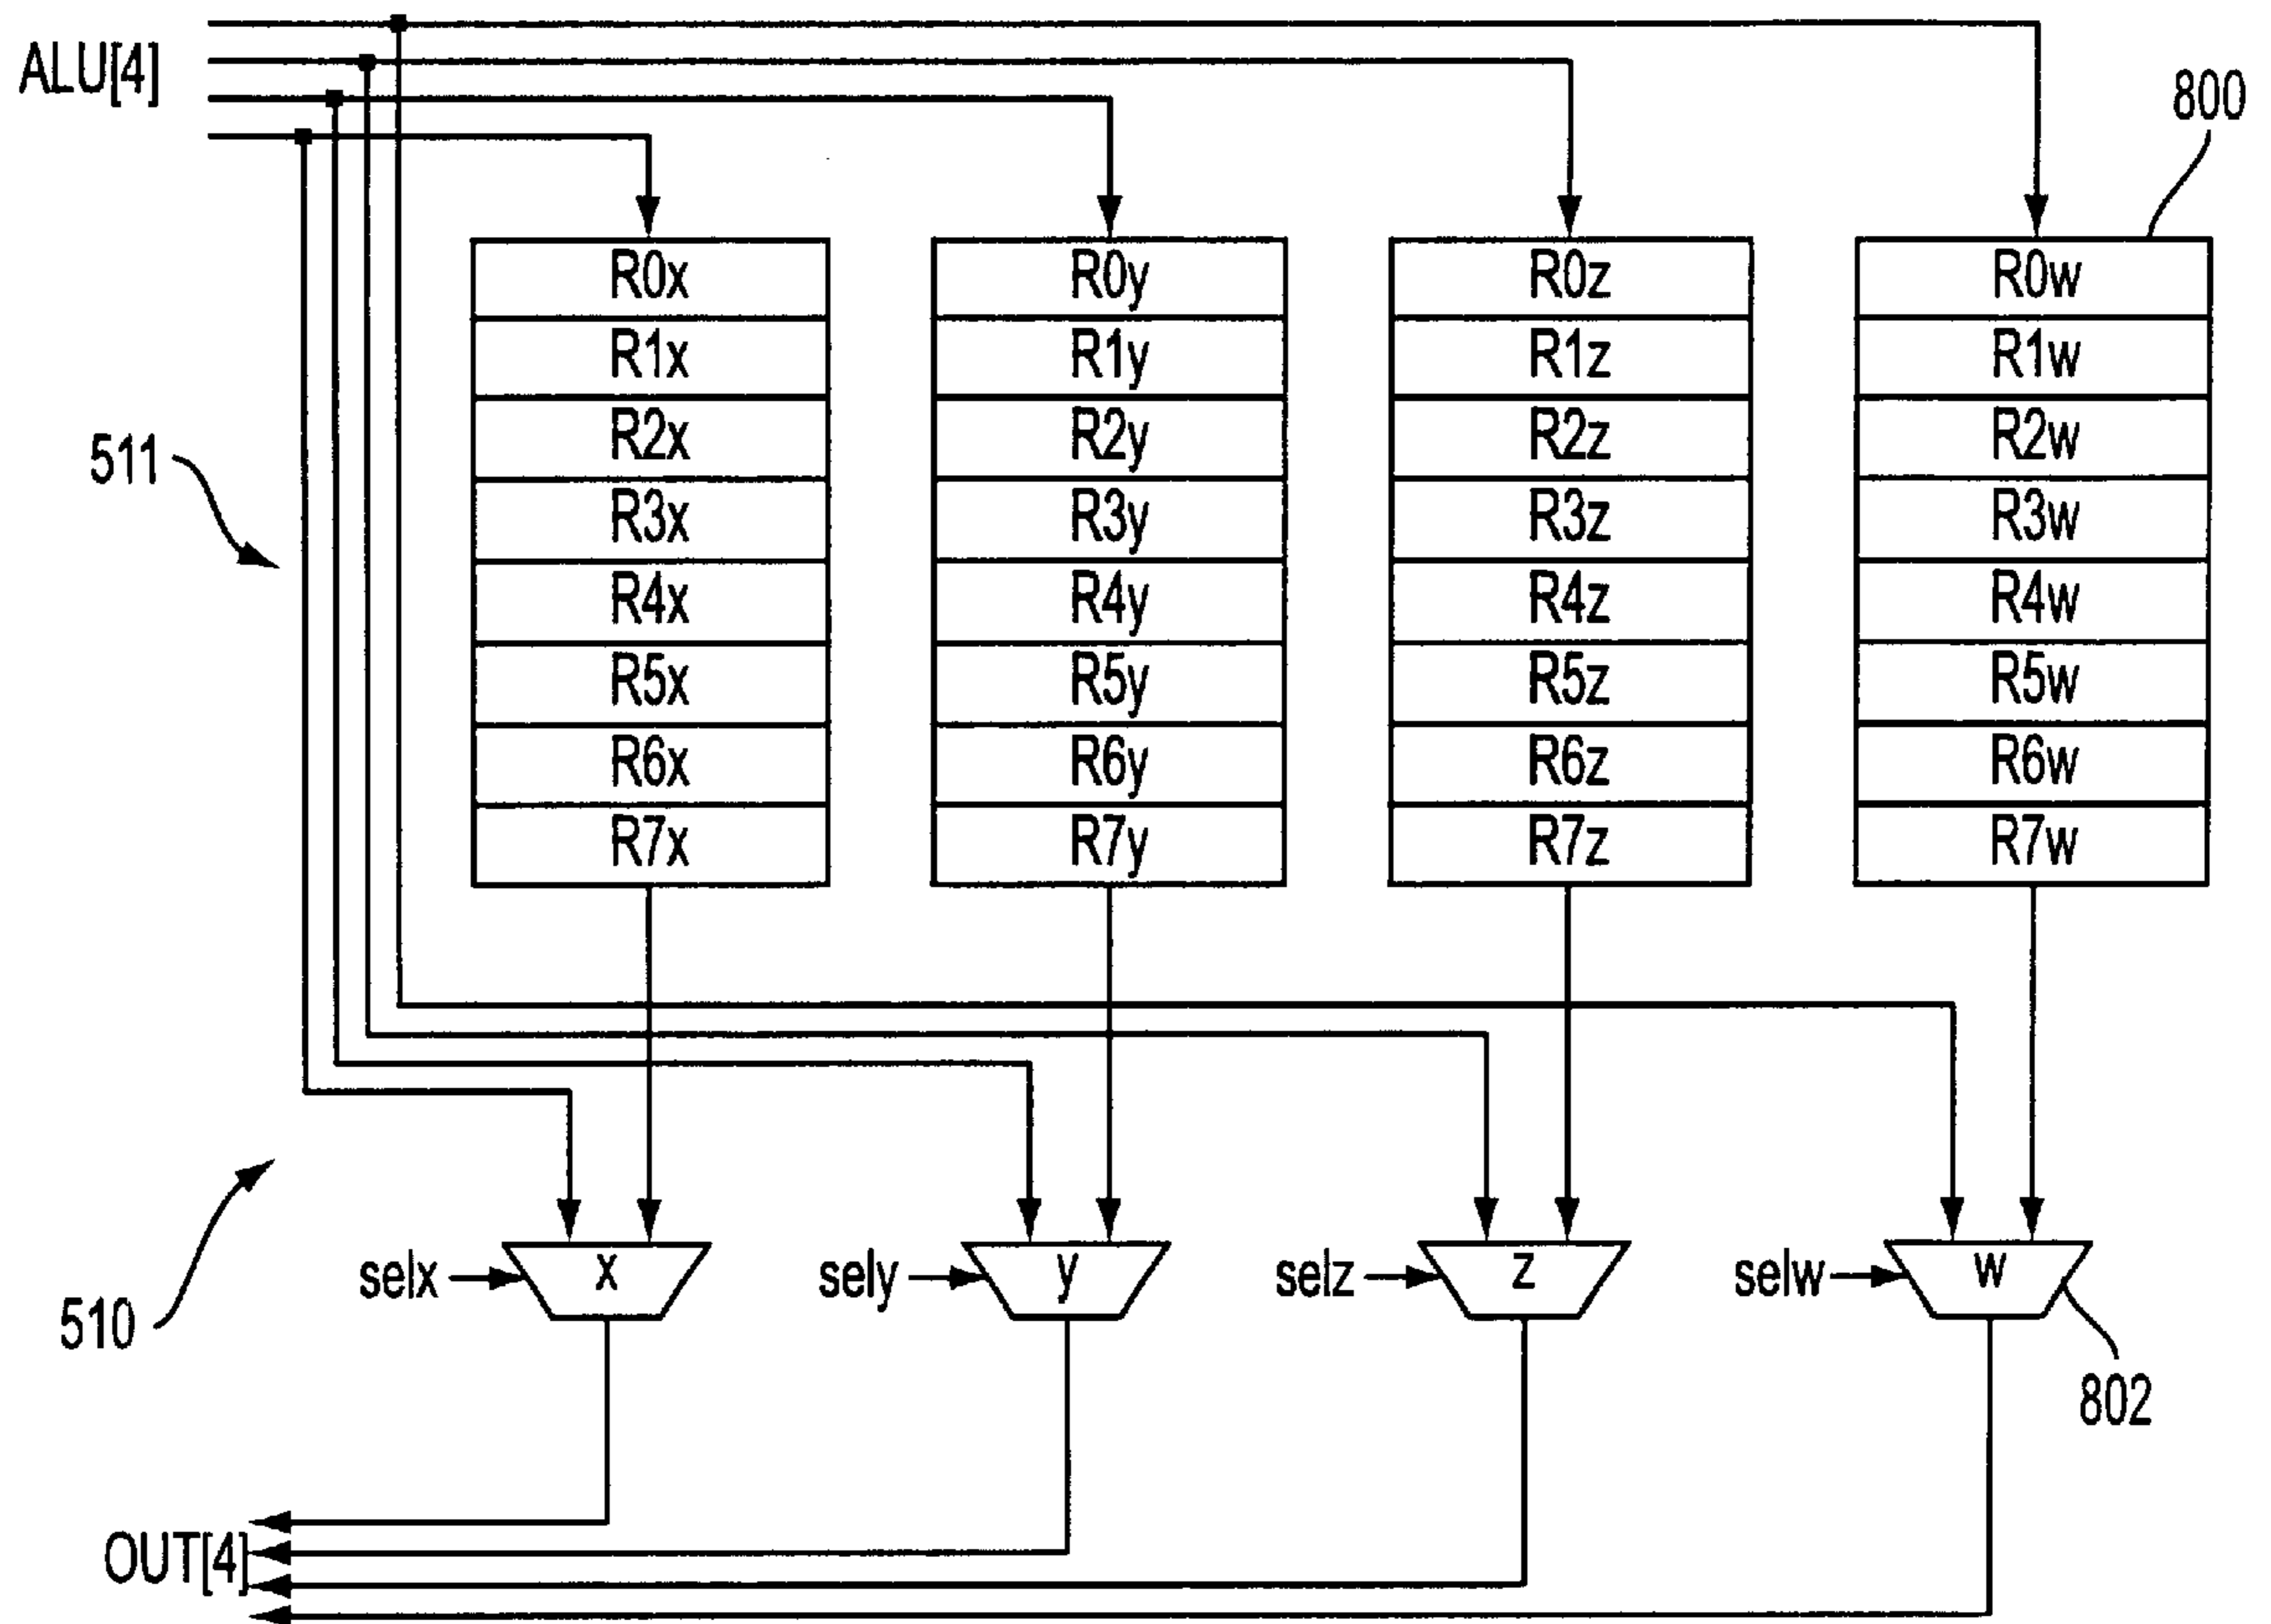 ALU[4]
800
R0x R0y R0z R0w
R1x R1y R1z R1w
R2x R2y R2z R2w
511
R3x R3y R3z R3w
R4x R4y R4z R4w
R5x R5y R5z R5w
R6x R6y R6z R6w
R7x R7y R7z R7w
selx x sely y selz z selw w
510
802
OUT[4]